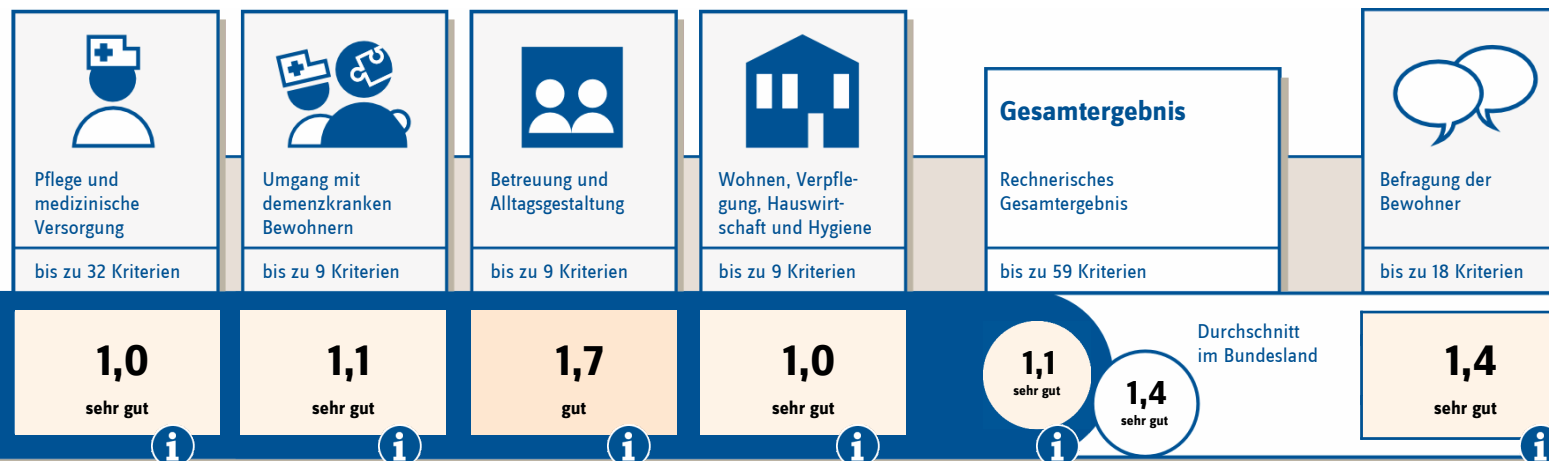 Pflege und
medizinische
Versorgung
bis zu 32 Kriterien
1,0
sehr gut
Umgang mit
demenzkranken
Bewohnern
bis zu 9 Kriterien
1,1
sehr gut
Betreuung und
Alltagsgestaltung
bis zu 9 Kriterien
1,7
gut
Wohnen, Verpfle-
gung, Hauswirt-
schaft und Hygiene
bis zu 9 Kriterien
1,0
sehr gut
Gesamtergebnis
Rechnerisches
Gesamtergebnis
bis zu 59 Kriterien
1,1
sehr gut
1,4
sehr gut
Durchschnitt
im Bundesland
Befragung der
Bewohner
bis zu 18 Kriterien
1,4
sehr gut
i
i
i
i
i
i